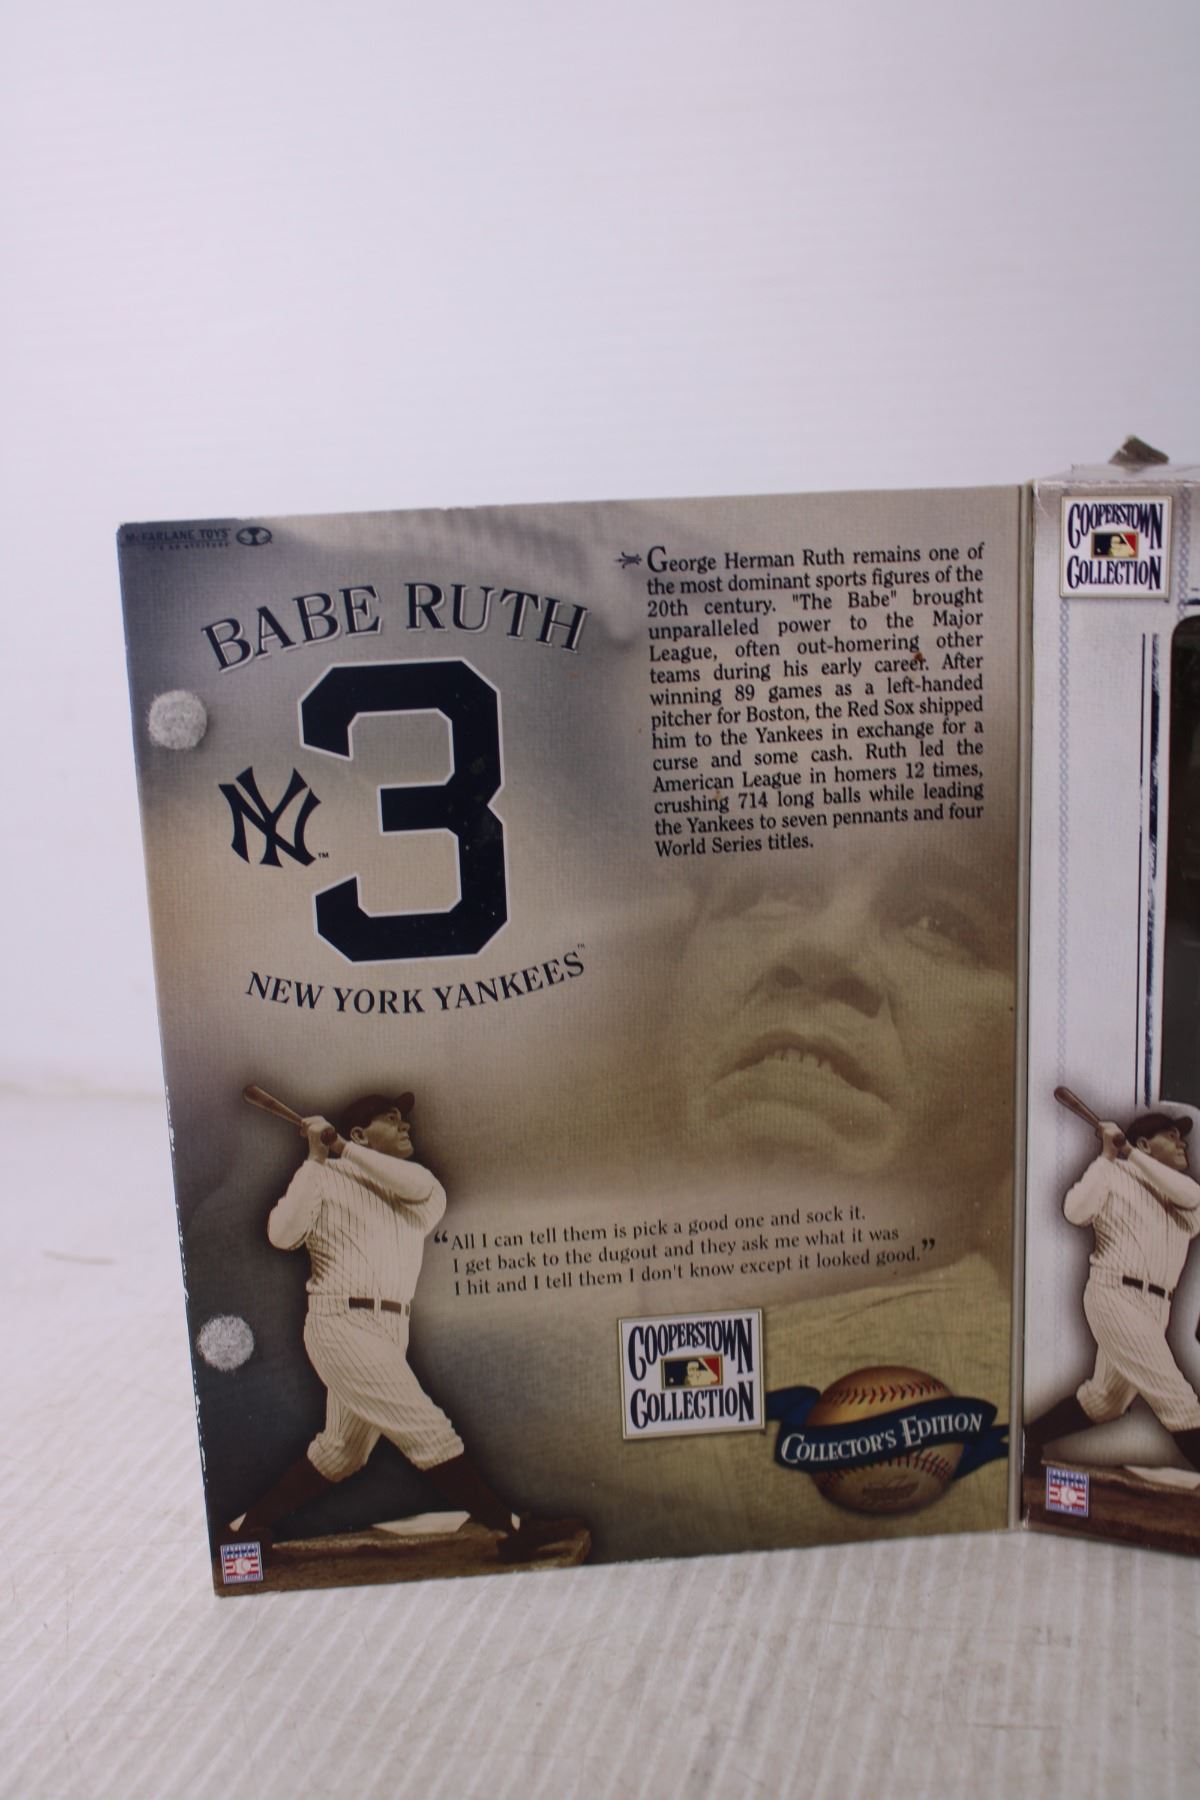 McFARLANE TOYS
BABE RUTH
3
NY™
NEW YORK YANKEES™
George Herman Ruth remains one of
the most dominant sports figures of the
20th century. "The Babe" brought
unparalleled power to the Major
League, often out-homering other
teams during his early career. After
winning 89 games as a left-handed
pitcher for Boston, the Red Sox shipped
him to the Yankees in exchange for a
curse and some cash. Ruth led the
American League in homers 12 times,
crushing 714 long balls while leading
the Yankees to seven pennants and four
World Series titles.
“All I can tell them is pick a good one and sock it.
I get back to the dugout and they ask me what it was
I hit and I tell them I don't know except it looked good.”
COOPERSTOWN
COLLECTION
COLLECTOR'S EDITION
COOPERSTOWN
COLLECTION